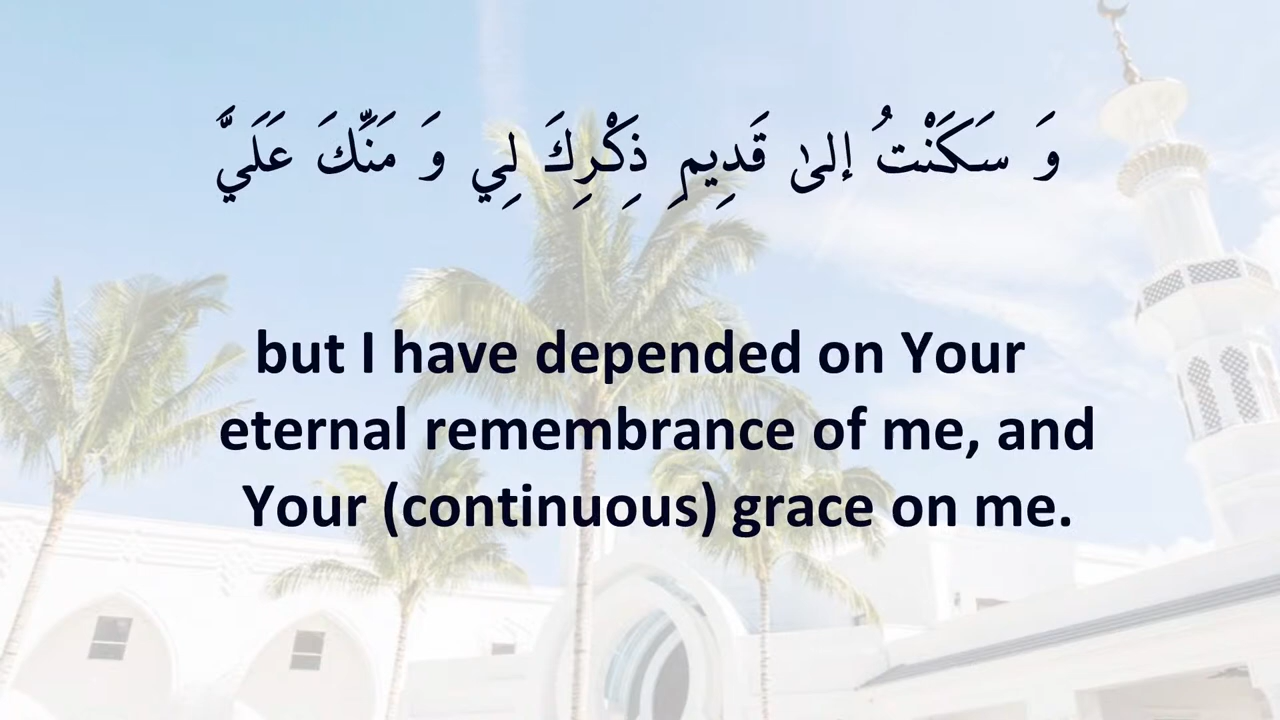 وَ سَكَنْتُ إلىٰ قَدِيمِ ذِكْرِكَ لِي وَ مَنِّكَ عَلَيَّ
but I have depended on Your
eternal remembrance of me, and
Your (continuous) grace on me.